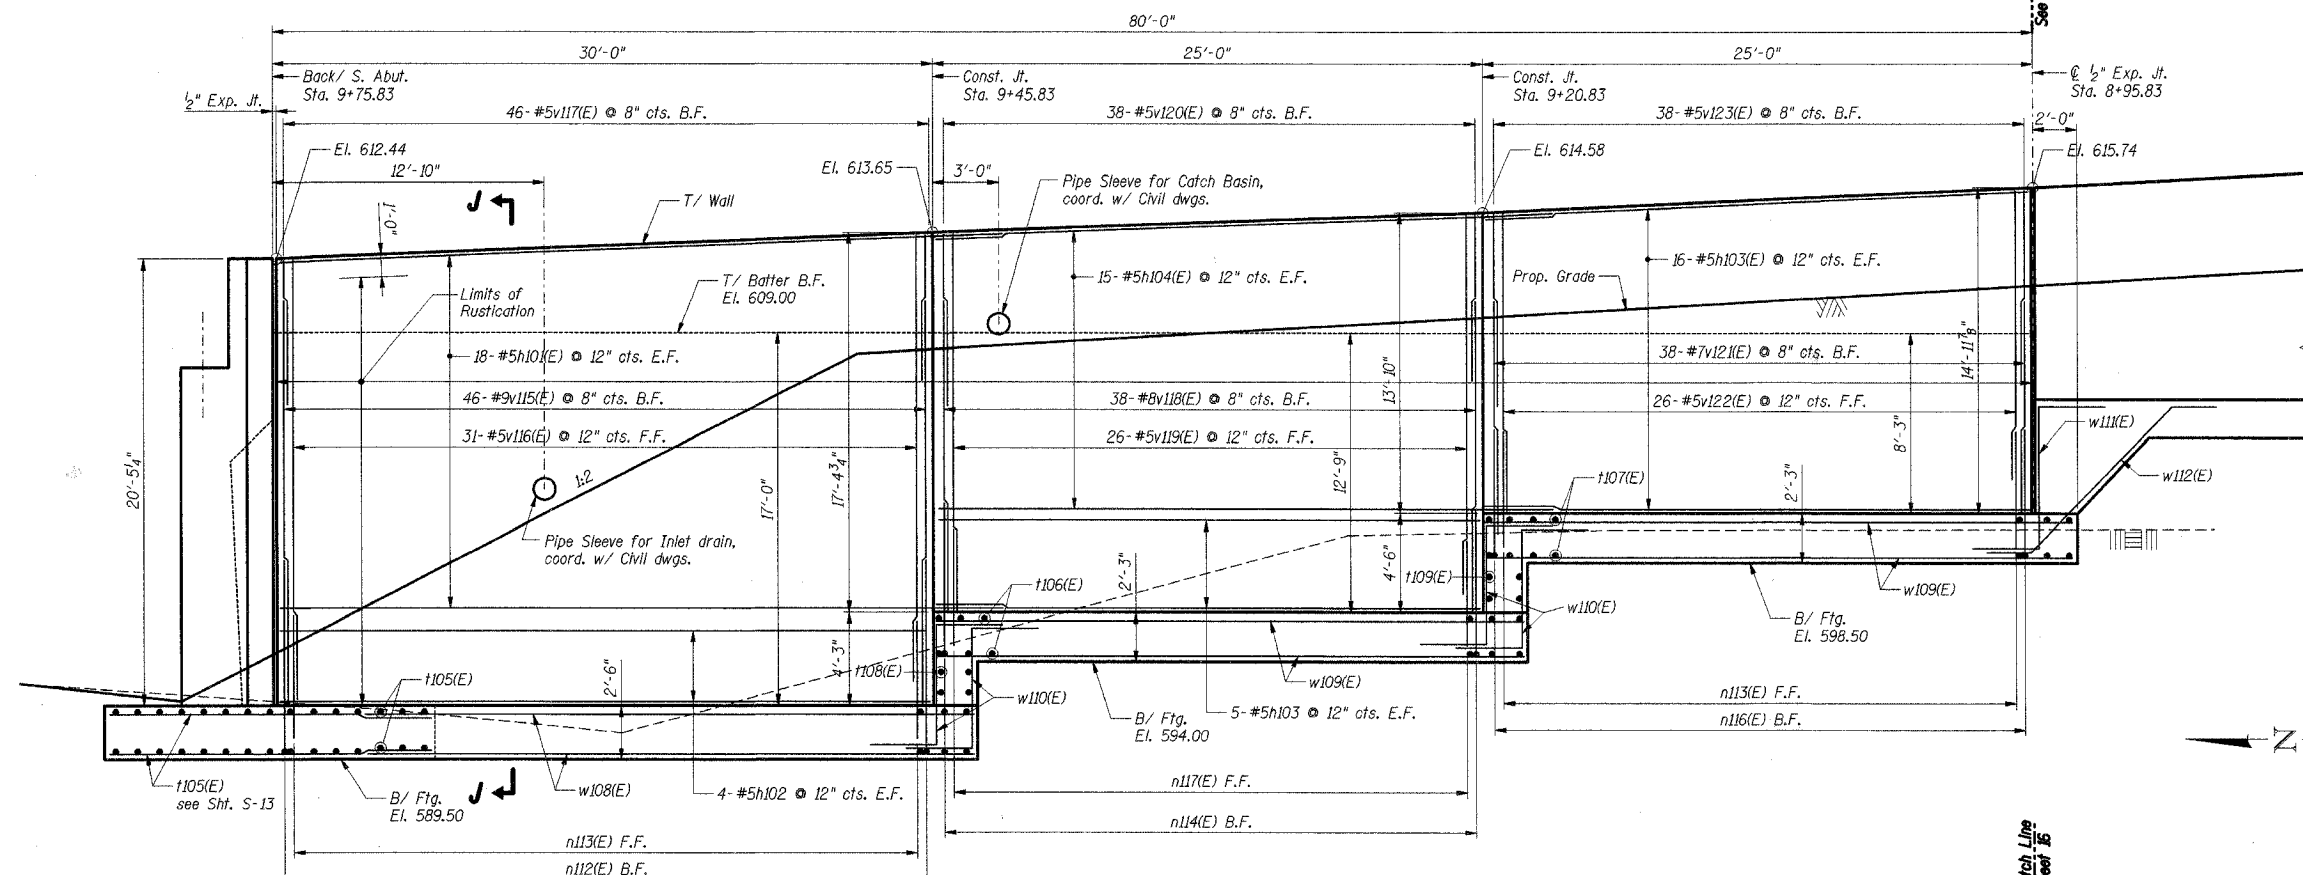 80'-0"
See
30'-0"
25'-0"
25'-0"
Back/ S. Abut.
Sta. 9+75.83
Const. Jt.
Sta. 9+45.83
Const. Jt.
Sta. 9+20.83
℄ ½" Exp. Jt.
Sta. 8+95.83
½" Exp. Jt.
46-#5v117(E) @ 8" cts. B.F.
38-#5v120(E) @ 8" cts. B.F.
38-#5v123(E) @ 8" cts. B.F.
2'-0"
El. 612.44
El. 613.65
El. 614.58
El. 615.74
12'-10"
3'-0"
J
T/ Wall
Pipe Sleeve for Catch Basin,
coord. w/ Civil dwgs.
1'-0"
T/ Batter B.F.
El. 609.00
Limits of
Rustication
15-#5h104(E) @ 12" cts. E.F.
16-#5h103(E) @ 12" cts. E.F.
Prop. Grade
18-#5h101(E) @ 12" cts. E.F.
38-#7v121(E) @ 8" cts. B.F.
13'-10"
14'-11⅞"
46-#9v115(E) @ 8" cts. B.F.
38-#8v118(E) @ 8" cts. B.F.
26-#5v122(E) @ 12" cts. F.F.
31-#5v116(E) @ 12" cts. F.F.
26-#5v119(E) @ 12" cts. F.F.
w111(E)
w112(E)
20'-5¼"
1:2
17'-0"
17'-4¾"
12'-9"
8'-3"
2'-3"
t107(E)
Pipe Sleeve for Inlet drain,
coord. w/ Civil dwgs.
t106(E)
2'-3"
4'-6"
t109(E)
w110(E)
w109(E)
B/ Ftg.
El. 598.50
t105(E)
2'-6"
4'-3"
t108(E)
w110(E)
w109(E)
B/ Ftg.
El. 594.00
5-#5h103 @ 12" cts. E.F.
n113(E) F.F.
n116(E) B.F.
N
t105(E)
see Sht. S-13
B/ Ftg.
El. 589.50
J
w108(E)
4-#5h102 @ 12" cts. E.F.
n117(E) F.F.
n114(E) B.F.
n113(E) F.F.
n112(E) B.F.
tch Line
eet 16